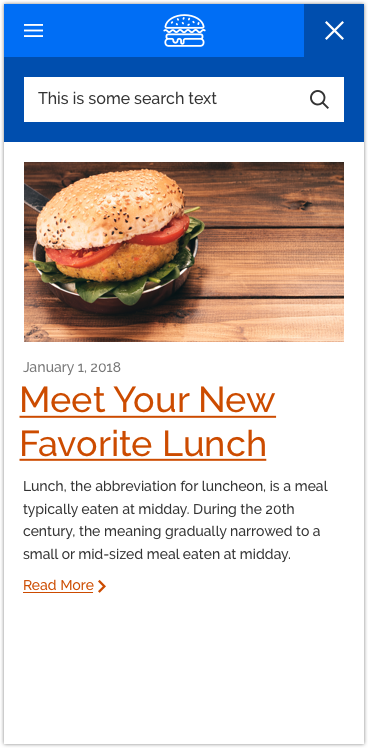 This is some search text
January 1, 2018
Meet Your New
Favorite Lunch
Lunch, the abbreviation for luncheon, is a meal
typically eaten at midday. During the 20th
century, the meaning gradually narrowed to a
small or mid-sized meal eaten at midday.
Read More